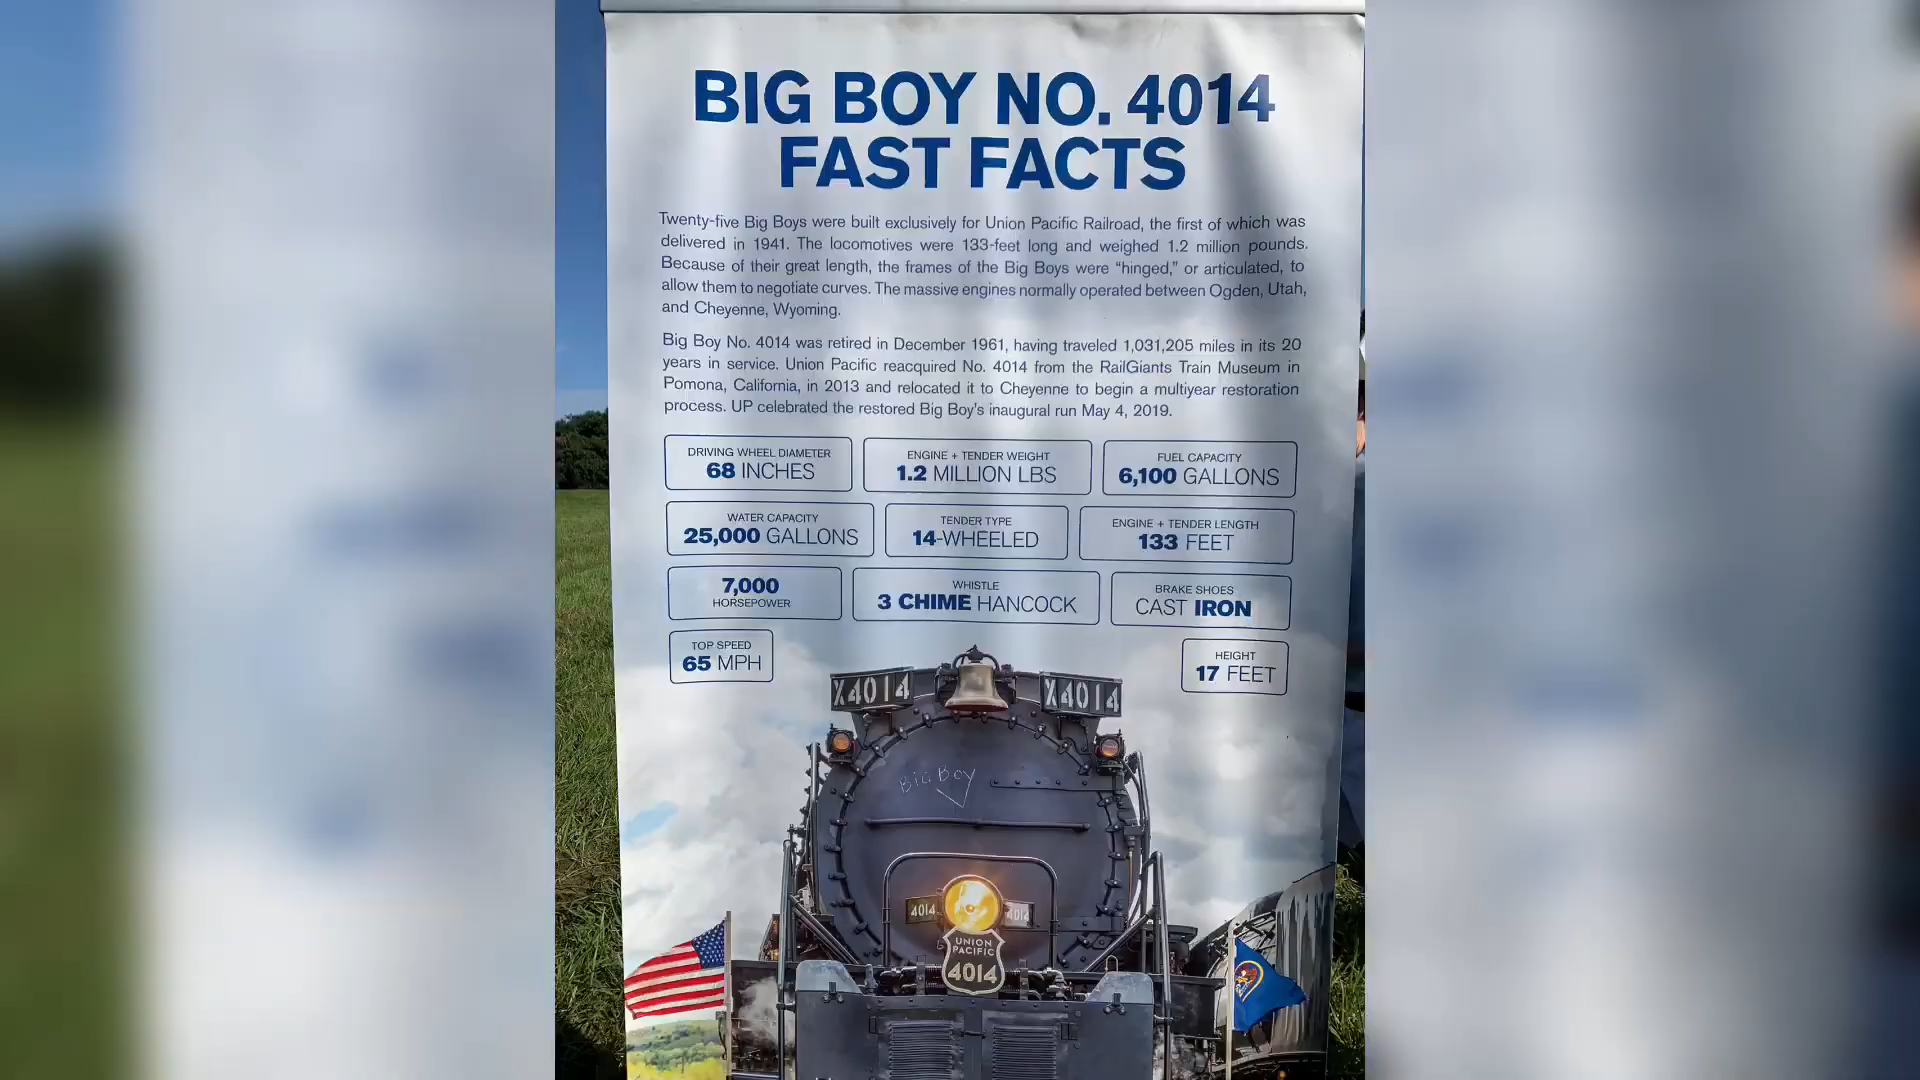 BIG BOY NO. 4014
FAST FACTS
Twenty-five Big Boys were built exclusively for Union Pacific Railroad, the first of which was
delivered in 1941. The locomotives were 133-feet long and weighed 1.2 million pounds.
Because of their great length, the frames of the Big Boys were “hinged,” or articulated, to
allow them to negotiate curves. The massive engines normally operated between Ogden, Utah,
and Cheyenne, Wyoming.
Big Boy No. 4014 was retired in December 1961, having traveled 1,031,205 miles in its 20
years in service. Union Pacific reacquired No. 4014 from the RailGiants Train Museum in
Pomona, California, in 2013 and relocated it to Cheyenne to begin a multiyear restoration
process. UP celebrated the restored Big Boy’s inaugural run May 4, 2019.
DRIVING WHEEL DIAMETER
68 INCHES
ENGINE + TENDER WEIGHT
1.2 MILLION LBS
FUEL CAPACITY
6,100 GALLONS
WATER CAPACITY
25,000 GALLONS
TENDER TYPE
14-WHEELED
ENGINE + TENDER LENGTH
133 FEET
7,000
HORSEPOWER
WHISTLE
3 CHIME HANCOCK
BRAKE SHOES
CAST IRON
TOP SPEED
65 MPH
HEIGHT
17 FEET
X4014
X4014
Big Boy
4014
4014
UNION
PACIFIC
4014